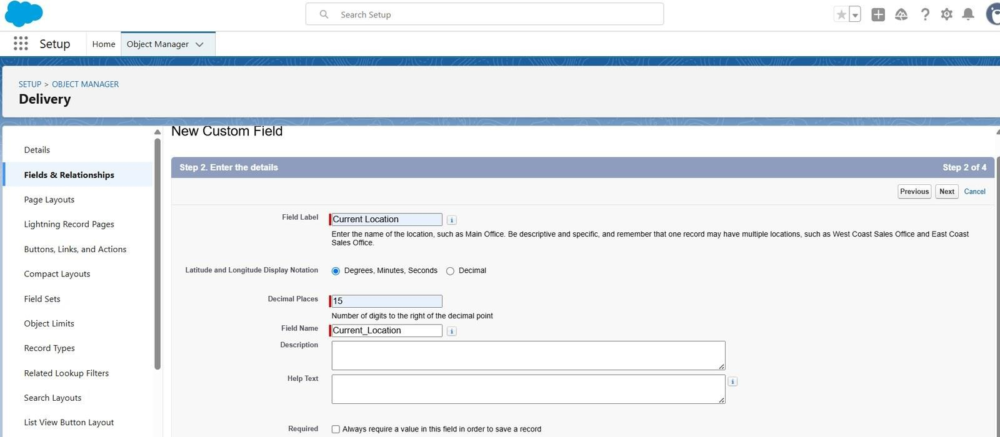 Search Setup
Setup
Home
Object Manager
SETUP > OBJECT MANAGER
Delivery
Details
Fields & Relationships
Page Layouts
Lightning Record Pages
Buttons, Links, and Actions
Compact Layouts
Field Sets
Object Limits
Record Types
Related Lookup Filters
Search Layouts
List View Button Layout
New Custom Field
Step 2. Enter the details
Step 2 of 4
Previous Next Cancel
Field Label
Current Location
Enter the name of the location, such as Main Office. Be descriptive and specific, and remember that one record may have multiple locations, such as West Coast Sales Office and East Coast
Sales Office.
Latitude and Longitude Display Notation
Degrees, Minutes, Seconds
Decimal
Decimal Places
15
Number of digits to the right of the decimal point
Field Name
Current_Location
Description
Help Text
Required
Always require a value in this field in order to save a record